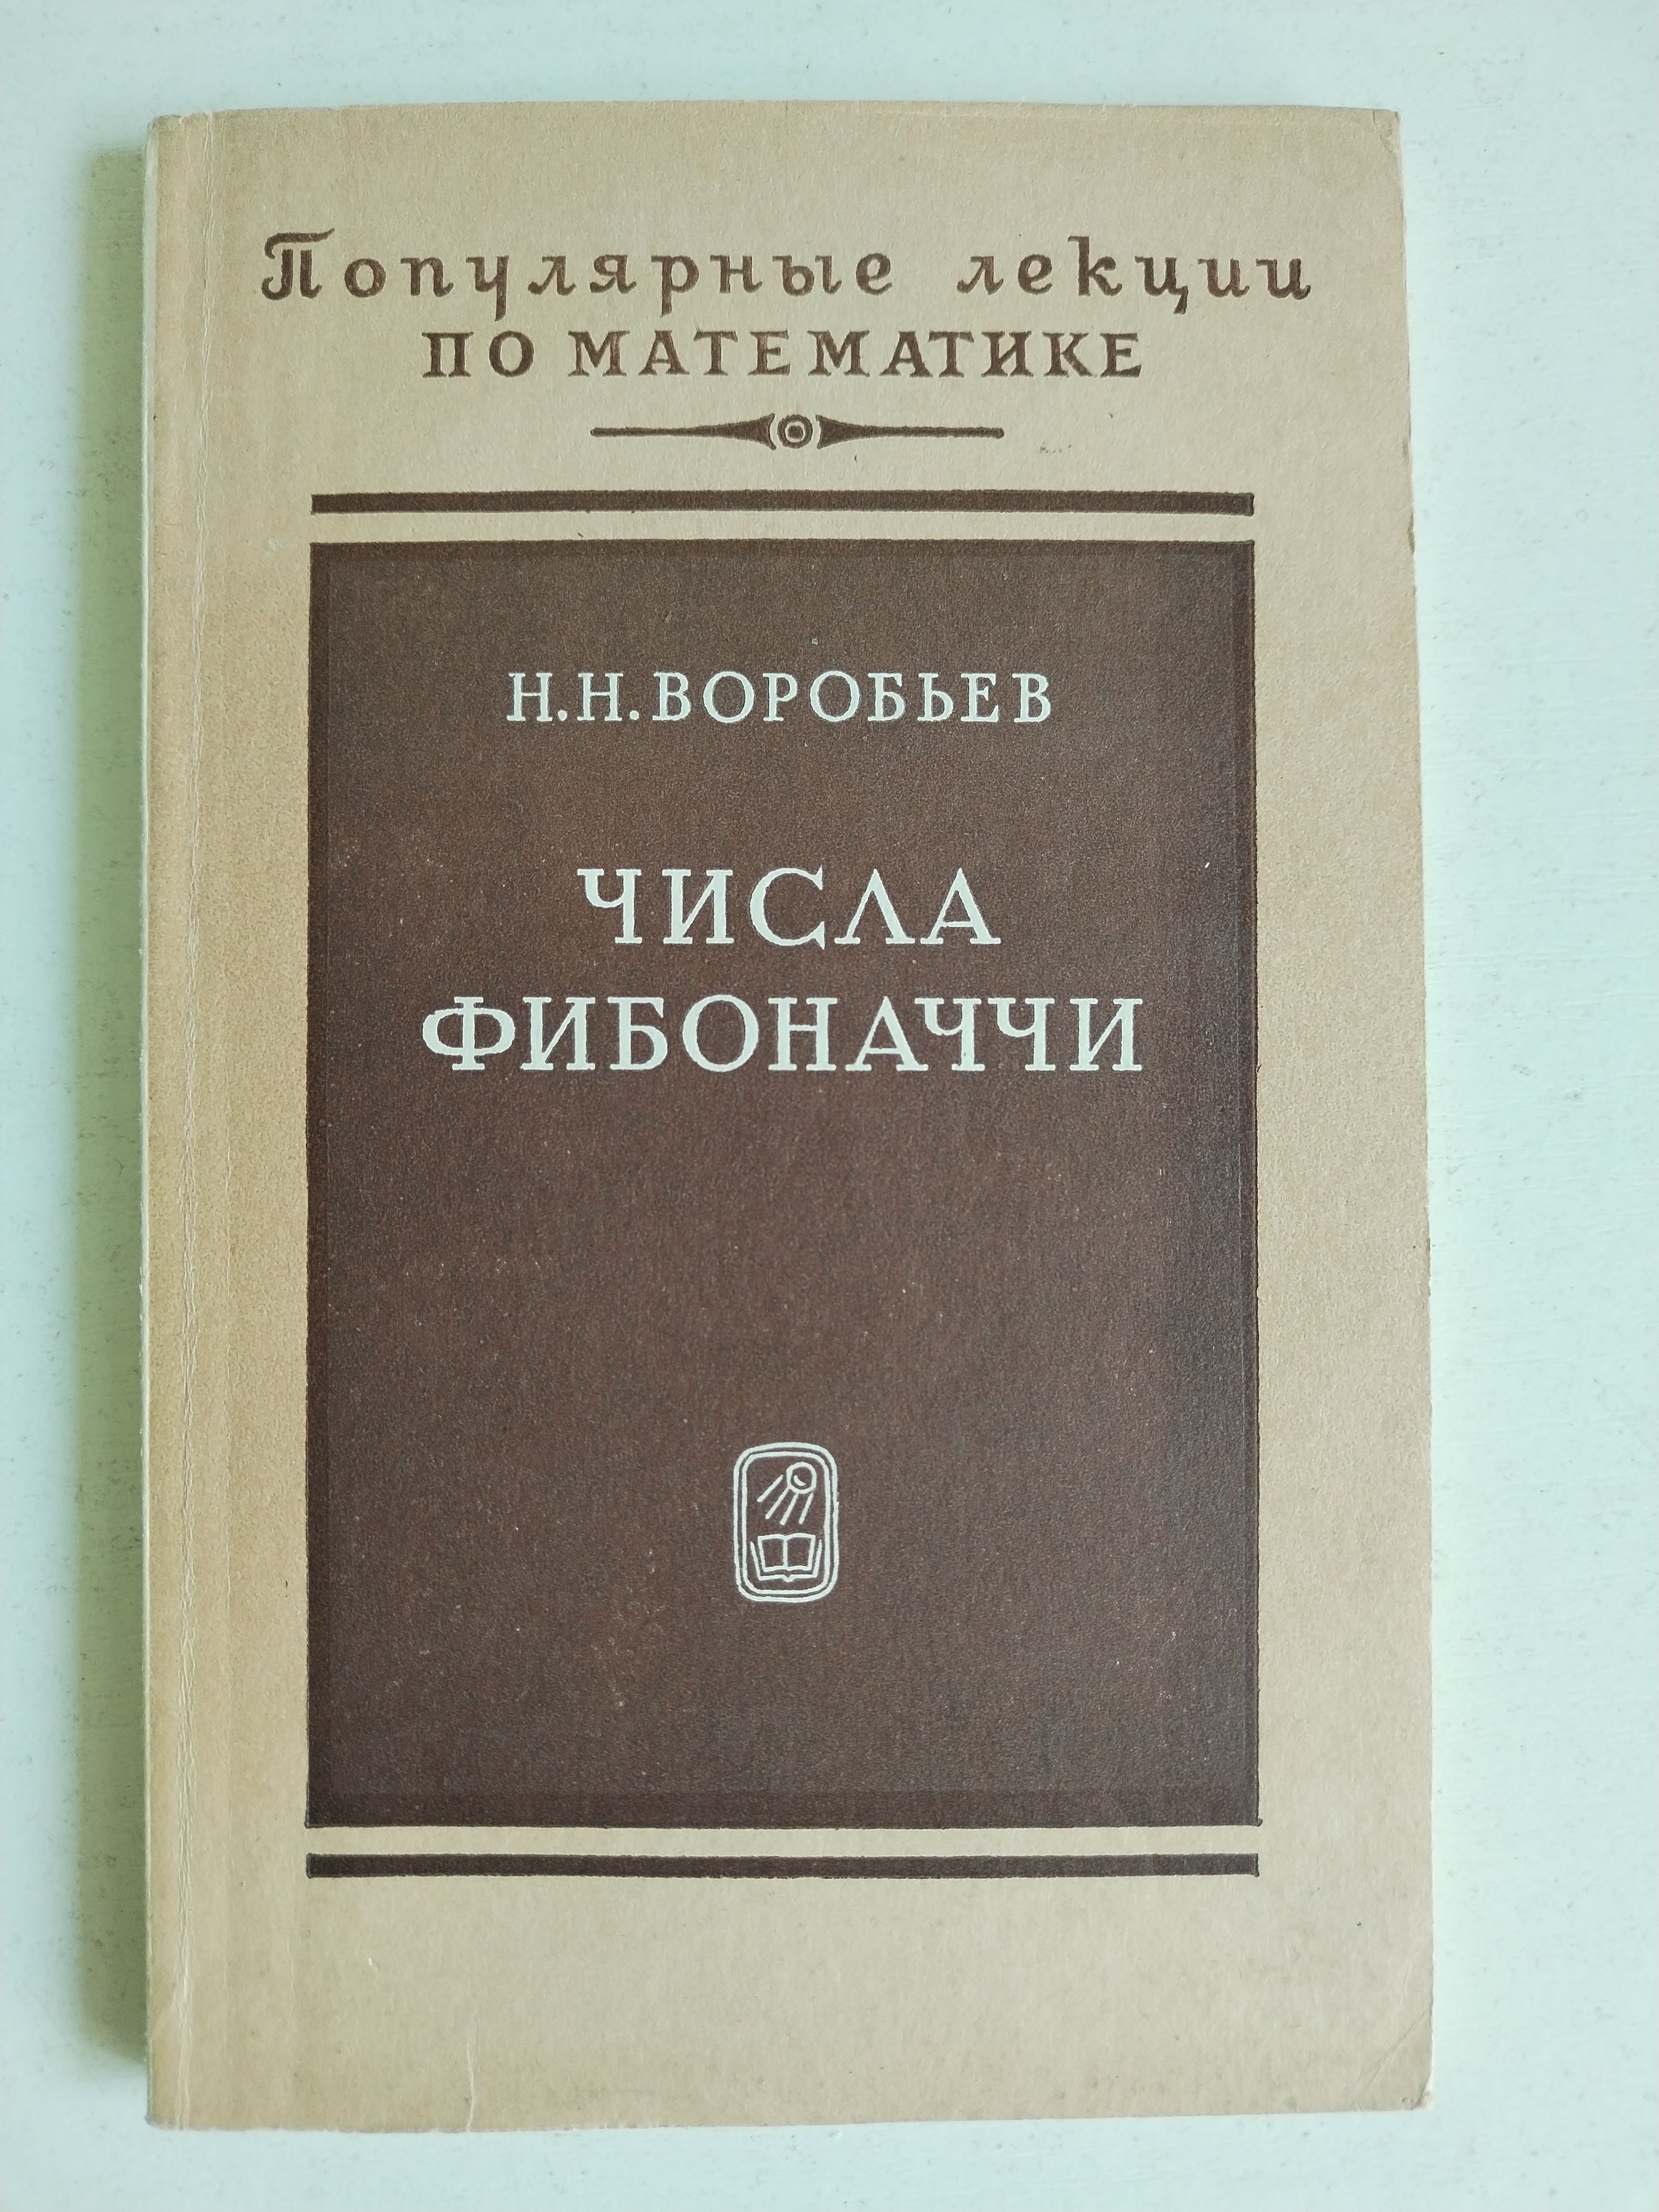 Популярные лекции
ПО МАТЕМАТИКЕ
Н.Н.ВОРОБЬЕВ
ЧИСЛА
ФИБОНАЧЧИ